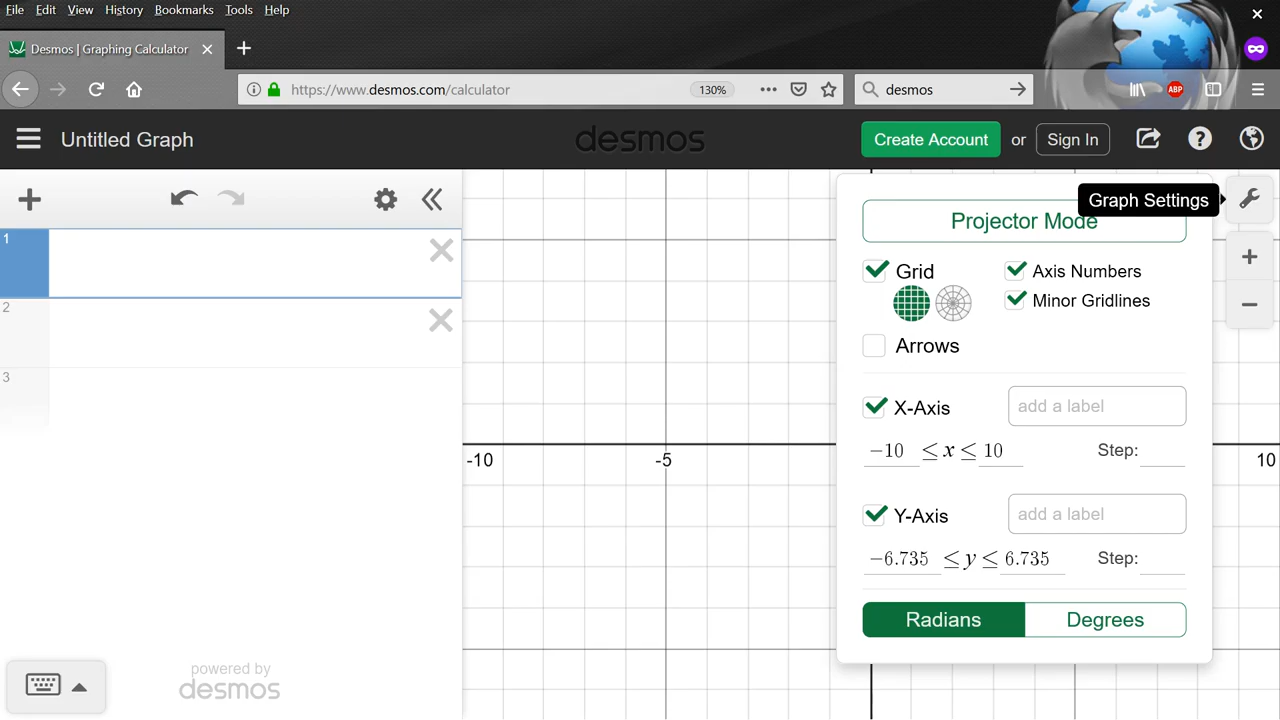 File Edit View History Bookmarks Tools Help
Desmos | Graphing Calculator
https://www.desmos.com/calculator 130% desmos
ABP
Untitled Graph desmos Create Account or Sign In
Graph Settings
Projector Mode
1
Grid Axis Numbers
Minor Gridlines
2
Arrows
3
X-Axis add a label
−10 ≤ x ≤ 10 Step:
-10 -5 10
Y-Axis add a label
−6.735 ≤ y ≤ 6.735 Step:
Radians Degrees
powered by
desmos